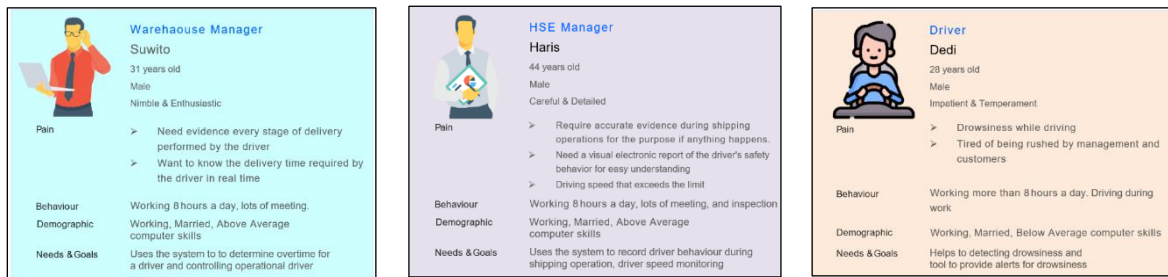 Warehaouse Manager
Suwito
31 years old
Male
Nimble & Enthusiastic
Pain
➢ Need evidence every stage of delivery
performed by the driver
➢ Want to know the delivery time required by
the driver in real time
Behaviour Working 8 hours a day, lots of meeting.
Demographic Working, Married, Above Average
computer skills
Needs & Goals Uses the system to to determine overtime for
a driver and controlling operational driver
HSE Manager
Haris
44 years old
Male
Careful & Detailed
Pain
➢ Require accurate evidence during shipping
operations for the purpose if anything happens.
➢ Need a visual electronic report of the driver's safety
behavior for easy understanding
➢ Driving speed that exceeds the limit
Behaviour Working 8 hours a day, lots of meeting, and inspection
Demographic Working, Married, Above Average
computer skills
Needs & Goals Uses the system to record driver behaviour during
shipping operation, driver speed monitoring
Driver
Dedi
28 years old
Male
Impatient & Temperament
Pain
➢ Drowsiness while driving
➢ Tired of being rushed by management and
customers
Behaviour Working more than 8 hours a day. Driving during
work
Demographic Working, Married, Below Average computer skills
Needs & Goals Helps to detecting drowsiness and
tool to provide alerts for drowsiness